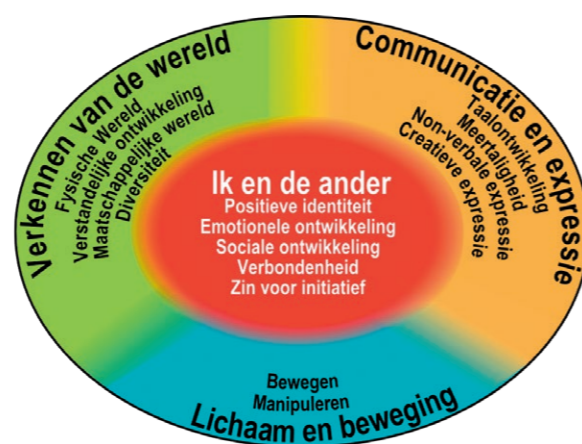 Verkennen van de wereld
Fysische Wereld
Verstandelijke ontwikkeling
Maatschappelijke wereld
Diversiteit
Communicatie en expressie
Taalontwikkeling
Meertaligheid
Non-verbale expressie
Creatieve expressie
Ik en de ander
Positieve identiteit
Emotionele ontwikkeling
Sociale ontwikkeling
Verbondenheid
Zin voor initiatief
Bewegen
Manipuleren
Lichaam en beweging